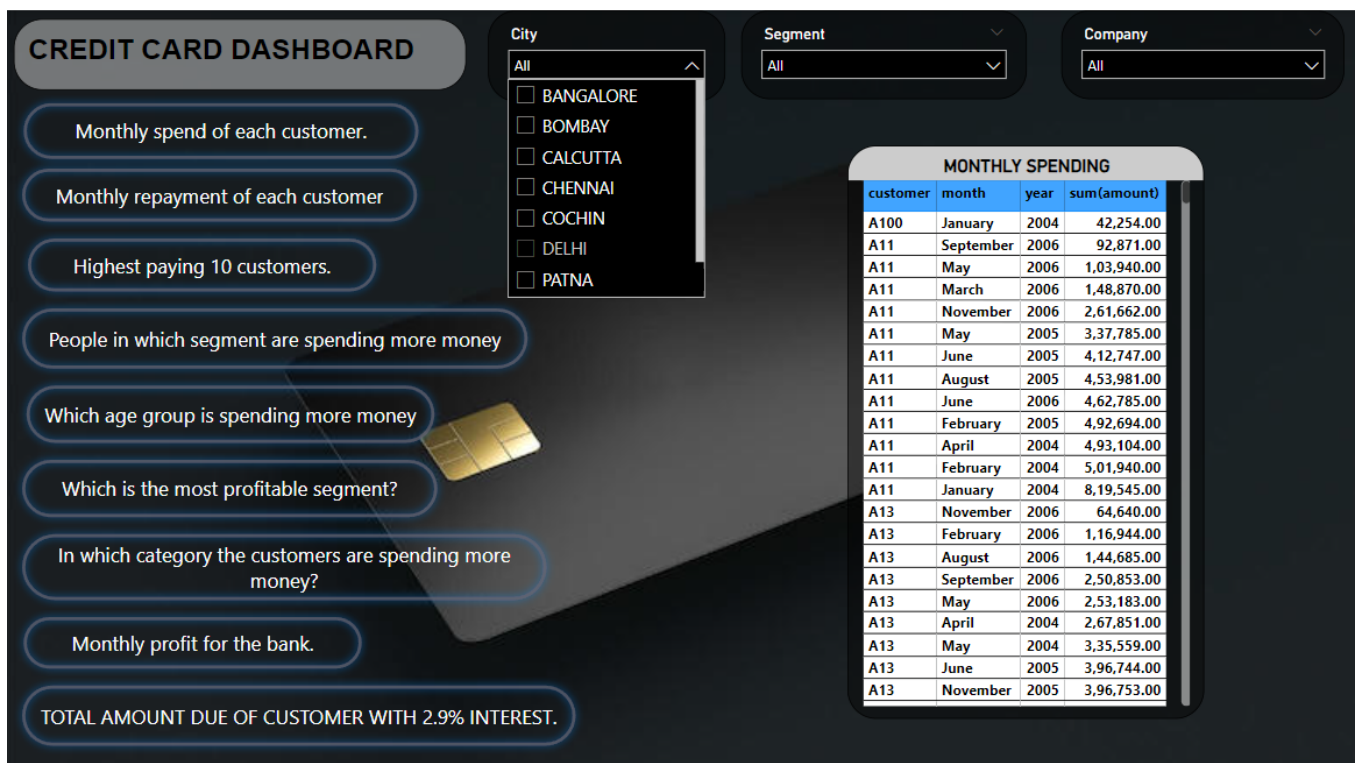 CREDIT CARD DASHBOARD
City
All
BANGALORE
BOMBAY
CALCUTTA
CHENNAI
COCHIN
DELHI
PATNA
Segment
All
Company
All
Monthly spend of each customer.
Monthly repayment of each customer
Highest paying 10 customers.
People in which segment are spending more money
Which age group is spending more money
Which is the most profitable segment?
In which category the customers are spending more
money?
Monthly profit for the bank.
TOTAL AMOUNT DUE OF CUSTOMER WITH 2.9% INTEREST.
MONTHLY SPENDING
customer month year sum(amount)
A100 January 2004 42,254.00
A11 September 2006 92,871.00
A11 May 2006 1,03,940.00
A11 March 2006 1,48,870.00
A11 November 2006 2,61,662.00
A11 May 2005 3,37,785.00
A11 June 2005 4,12,747.00
A11 August 2005 4,53,981.00
A11 June 2006 4,62,785.00
A11 February 2005 4,92,694.00
A11 April 2004 4,93,104.00
A11 February 2004 5,01,940.00
A11 January 2004 8,19,545.00
A13 November 2006 64,640.00
A13 February 2006 1,16,944.00
A13 August 2006 1,44,685.00
A13 September 2006 2,50,853.00
A13 May 2006 2,53,183.00
A13 April 2004 2,67,851.00
A13 May 2004 3,35,559.00
A13 June 2005 3,96,744.00
A13 November 2005 3,96,753.00